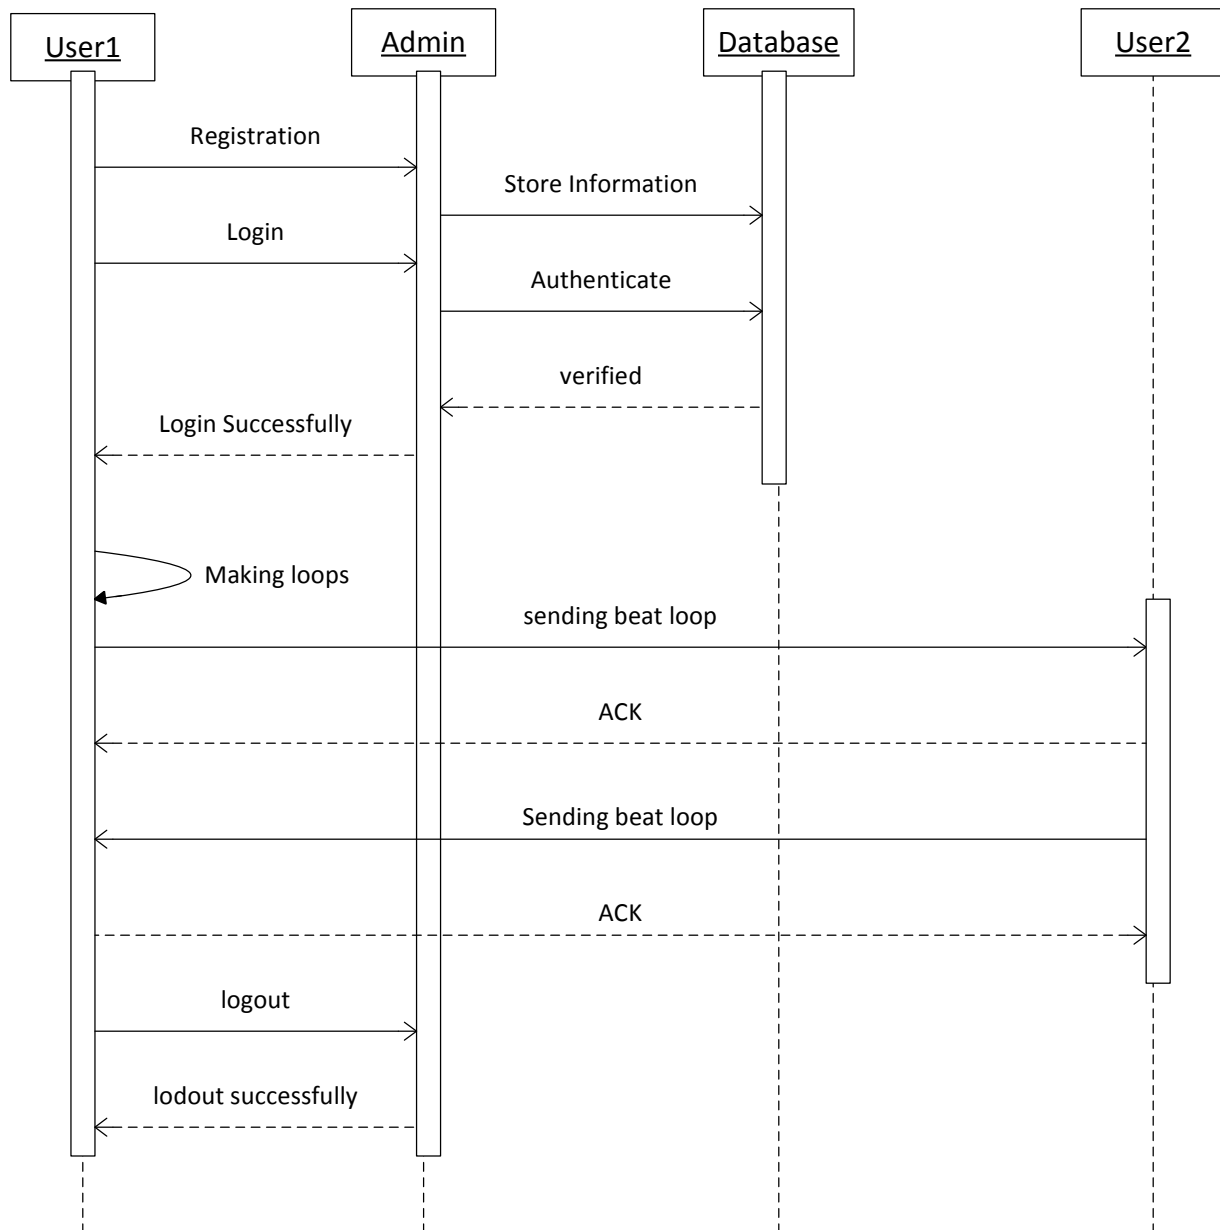 User1
Admin
Database
User2
Registration
Store Information
Login
Authenticate
verified
Login Successfully
Making loops
sending beat loop
ACK
Sending beat loop
ACK
logout
lodout successfully